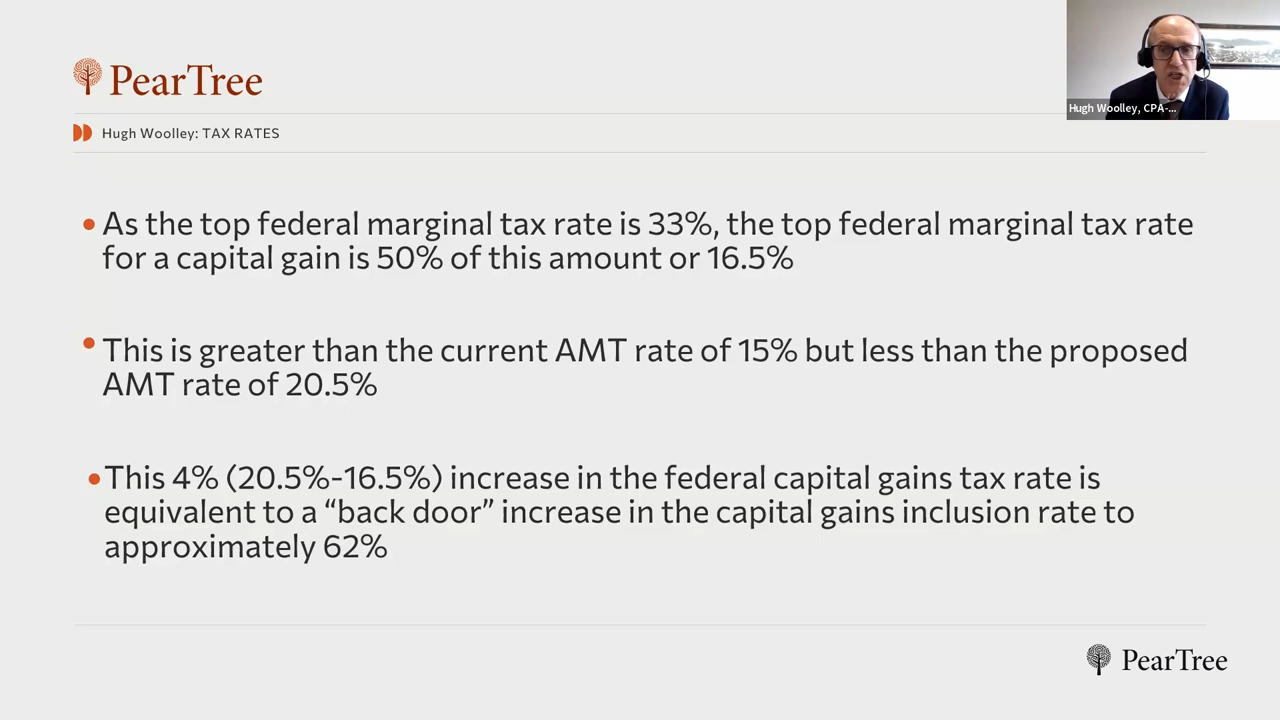 PearTree
Hugh Woolley, CPA-...
Hugh Woolley: TAX RATES
• As the top federal marginal tax rate is 33%, the top federal marginal tax rate
for a capital gain is 50% of this amount or 16.5%
• This is greater than the current AMT rate of 15% but less than the proposed
AMT rate of 20.5%
• This 4% (20.5%-16.5%) increase in the federal capital gains tax rate is
equivalent to a “back door” increase in the capital gains inclusion rate to
approximately 62%
PearTree